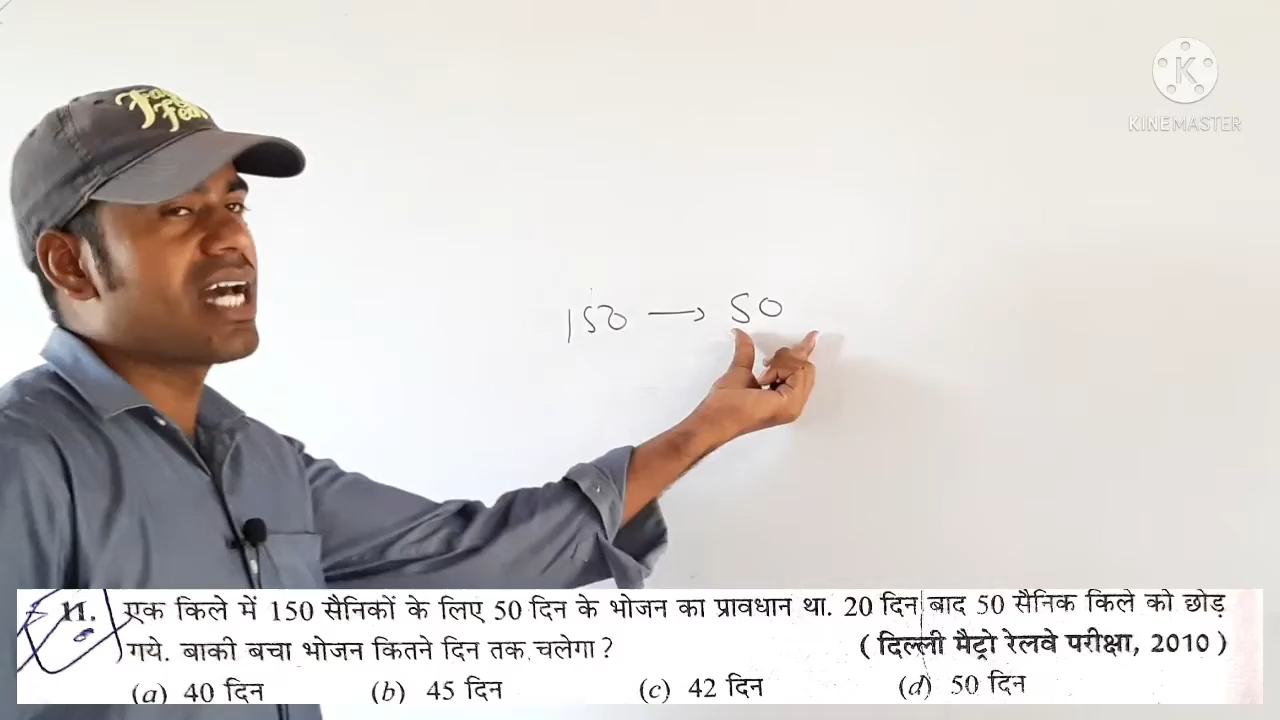 KINEMASTER
150 → 50
11. एक किले में 150 सैनिकों के लिए 50 दिन के भोजन का प्रावधान था. 20 दिन बाद 50 सैनिक किले को छोड़
गये. बाकी बचा भोजन कितने दिन तक चलेगा ? ( दिल्ली मैट्रो रेलवे परीक्षा, 2010 )
(a) 40 दिन (b) 45 दिन (c) 42 दिन (d) 50 दिन